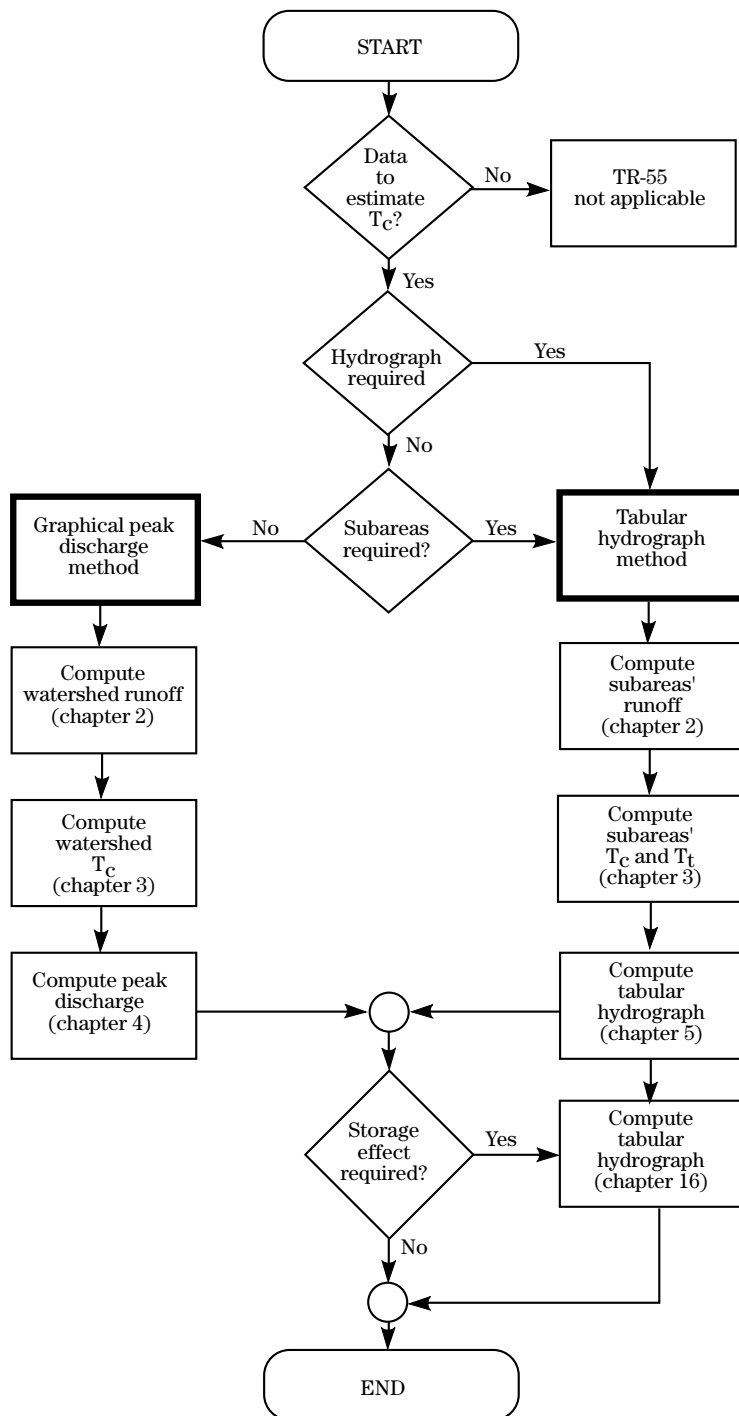 START
Data
to
estimate
Tc?
No
TR-55
not applicable
Yes
Hydrograph
required
Yes
No
Graphical peak
discharge
method
No
Subareas
required?
Yes
Tabular
hydrograph
method
Compute
watershed runoff
(chapter 2)
Compute
subareas'
runoff
(chapter 2)
Compute
watershed
Tc
(chapter 3)
Compute
subareas'
Tc and Tt
(chapter 3)
Compute peak
discharge
(chapter 4)
Compute
tabular
hydrograph
(chapter 5)
Storage
effect
required?
Yes
Compute
tabular
hydrograph
(chapter 16)
No
END